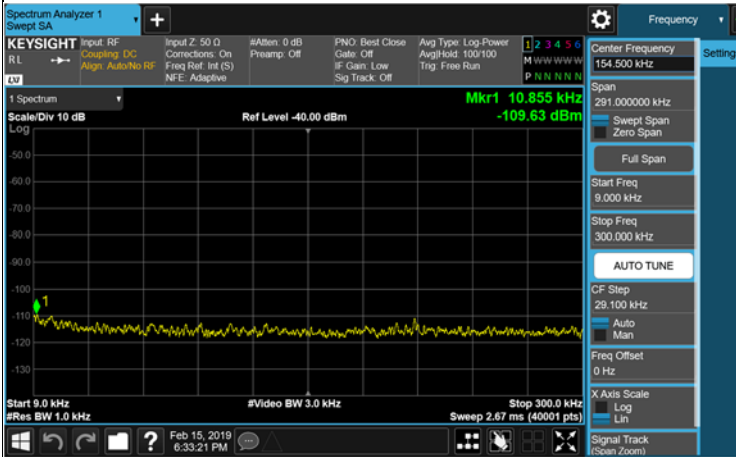 Spectrum Analyzer 1
Swept SA
+
Frequency
KEYSIGHT
RL
LXI
Input: RF
Coupling: DC
Align: Auto/No RF
Input Z: 50 Ω
Corrections: On
Freq Ref: Int (S)
NFE: Adaptive
#Atten: 0 dB
Preamp: Off
PNO: Best Close
Gate: Off
IF Gain: Low
Sig Track: Off
Avg Type: Log-Power
Avg|Hold: 100/100
Trig: Free Run
1 2 3 4 5 6
M W W W W W
P N N N N N
1 Spectrum
Scale/Div 10 dB
Ref Level -40.00 dBm
Mkr1 10.855 kHz
-109.63 dBm
Log
-50.0
-60.0
-70.0
-80.0
-90.0
-100
-110
-120
-130
1
Start 9.0 kHz
#Res BW 1.0 kHz
#Video BW 3.0 kHz
Stop 300.0 kHz
Sweep 2.67 ms (40001 pts)
?
Feb 15, 2019
6:33:21 PM
Center Frequency
154.500 kHz
Settings
Span
291.000000 kHz
Swept Span
Zero Span
Full Span
Start Freq
9.000 kHz
Stop Freq
300.000 kHz
AUTO TUNE
CF Step
29.100 kHz
Auto
Man
Freq Offset
0 Hz
X Axis Scale
Log
Lin
Signal Track
(Span Zoom)